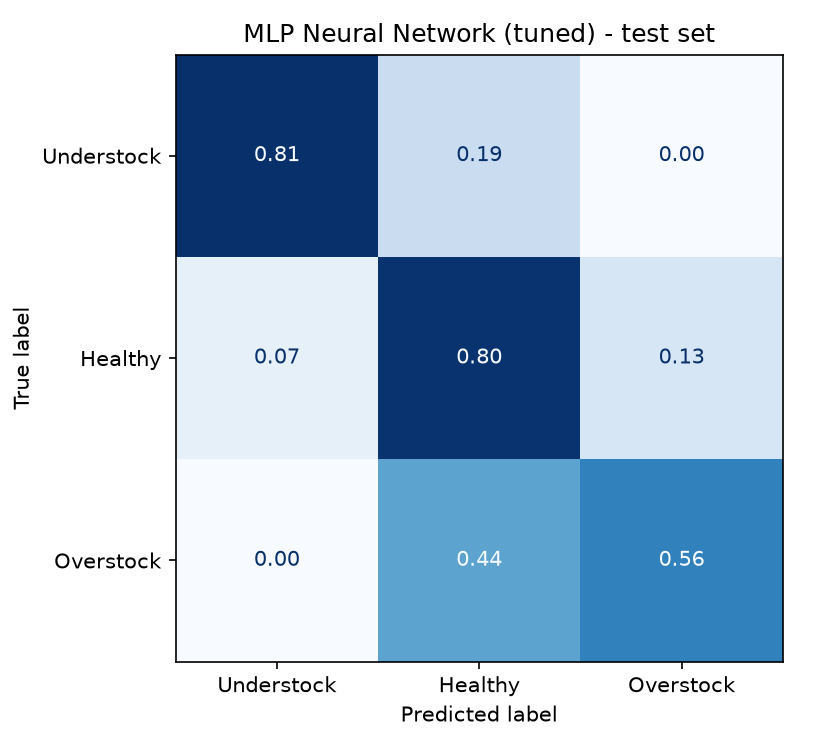 MLP Neural Network (tuned) - test set
True label
Understock
0.81 0.19 0.00
Healthy
0.07 0.80 0.13
Overstock
0.00 0.44 0.56
Understock Healthy Overstock
Predicted label